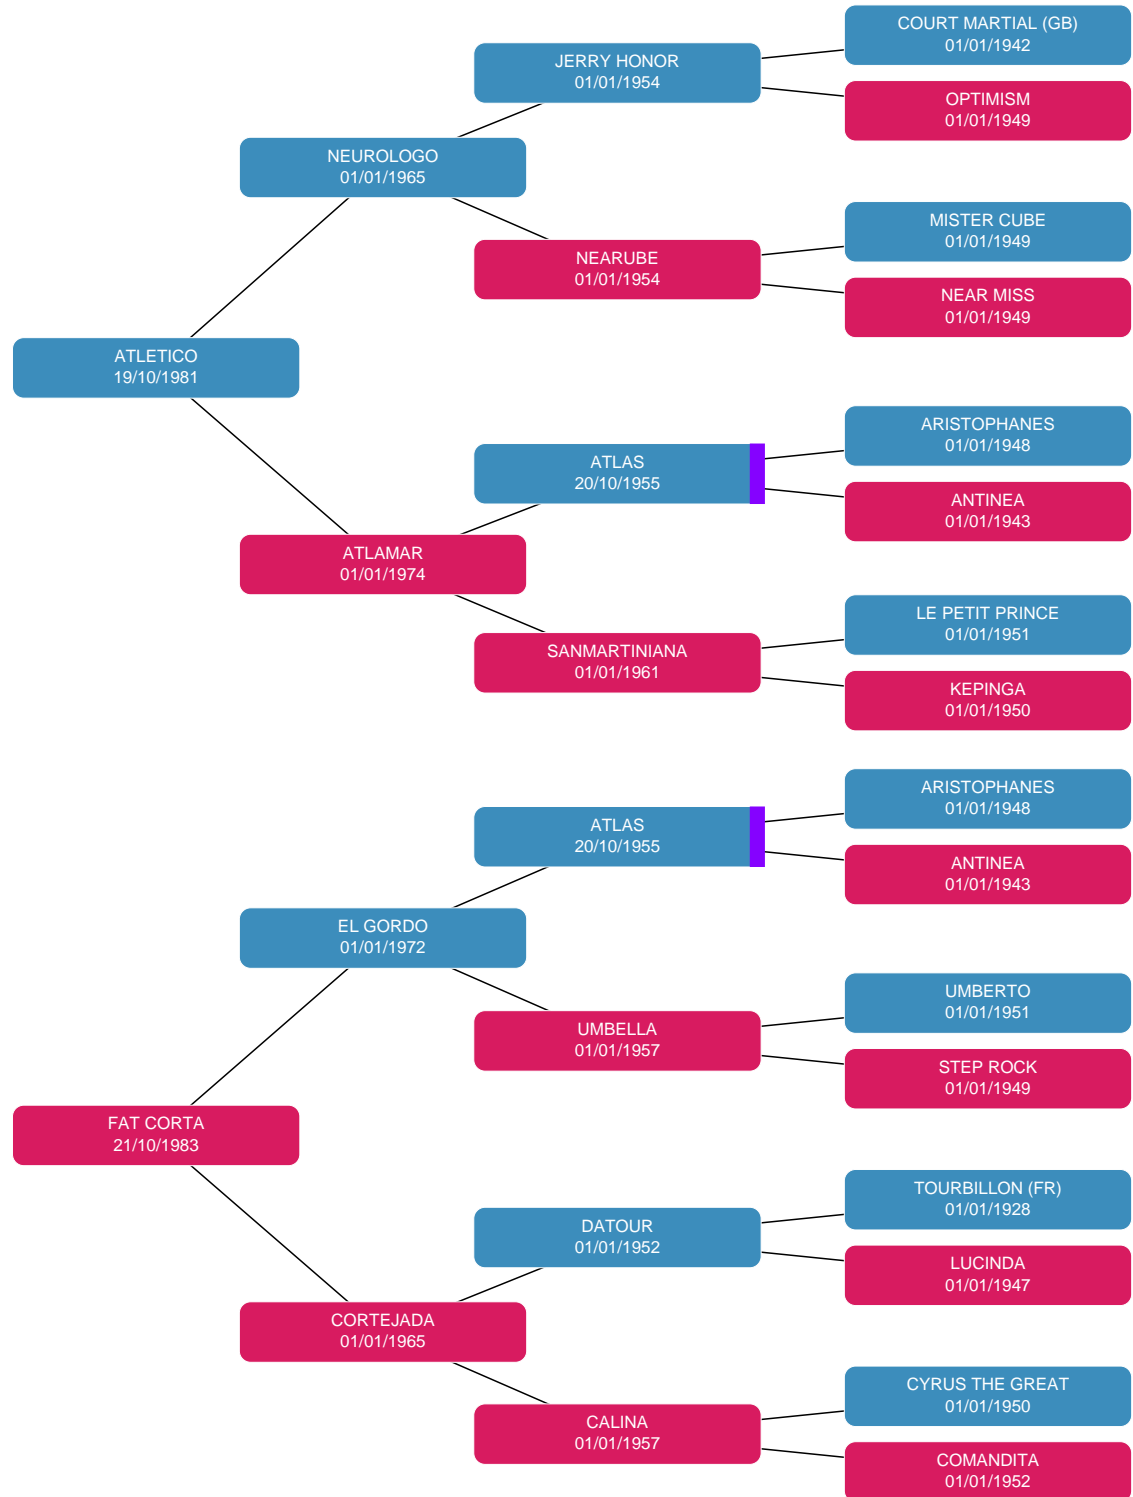 COURT MARTIAL (GB)
01/01/1942
JERRY HONOR
01/01/1954
OPTIMISM
01/01/1949
NEUROLOGO
01/01/1965
MISTER CUBE
01/01/1949
NEARUBE
01/01/1954
NEAR MISS
01/01/1949
ATLETICO
19/10/1981
ARISTOPHANES
01/01/1948
ATLAS
20/10/1955
ANTINEA
01/01/1943
ATLAMAR
01/01/1974
LE PETIT PRINCE
01/01/1951
SANMARTINIANA
01/01/1961
KEPINGA
01/01/1950
ARISTOPHANES
01/01/1948
ATLAS
20/10/1955
ANTINEA
01/01/1943
EL GORDO
01/01/1972
UMBERTO
01/01/1951
UMBELLA
01/01/1957
STEP ROCK
01/01/1949
FAT CORTA
21/10/1983
TOURBILLON (FR)
01/01/1928
DATOUR
01/01/1952
LUCINDA
01/01/1947
CORTEJADA
01/01/1965
CYRUS THE GREAT
01/01/1950
CALINA
01/01/1957
COMANDITA
01/01/1952